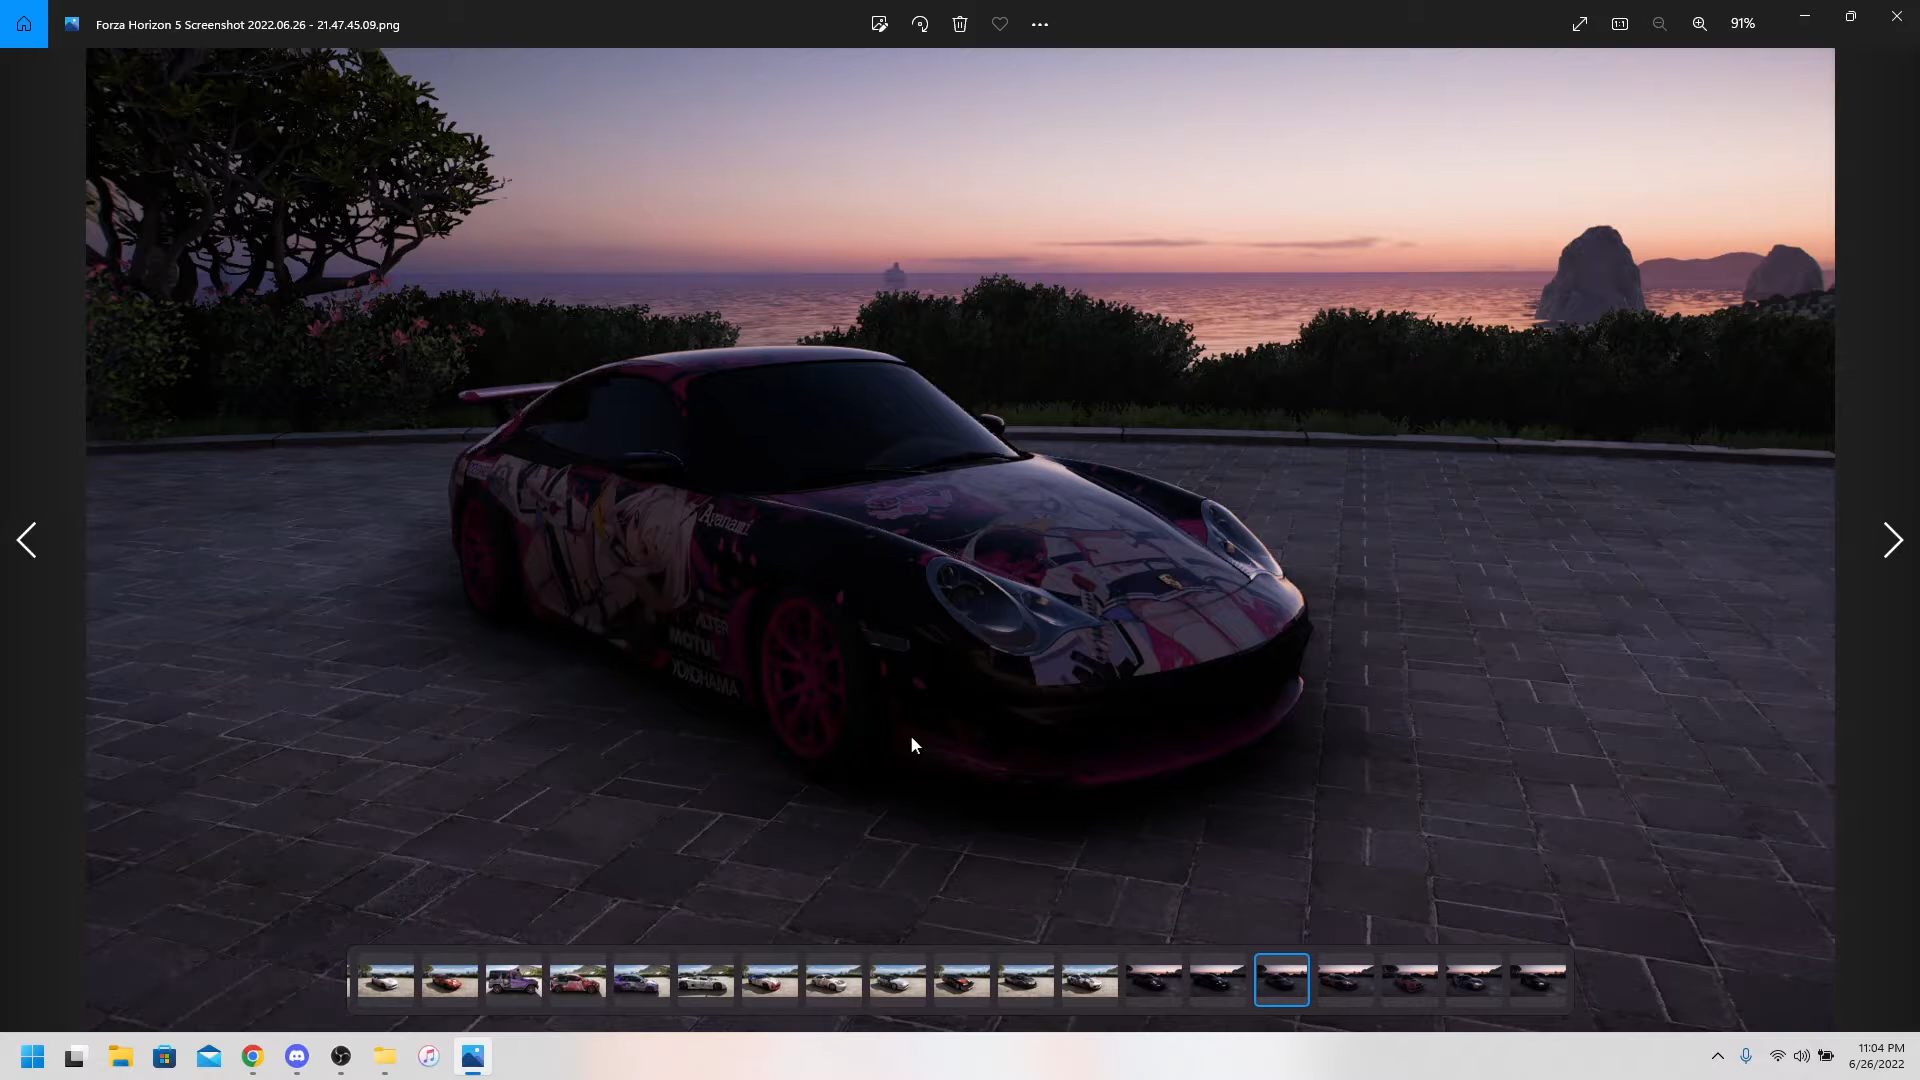 Forza Horizon 5 Screenshot 2022.06.26 - 21.47.45.09.png
91%
Ayanami
ALTER
MOTUL
YOKOHAMA
11:04 PM
6/26/2022